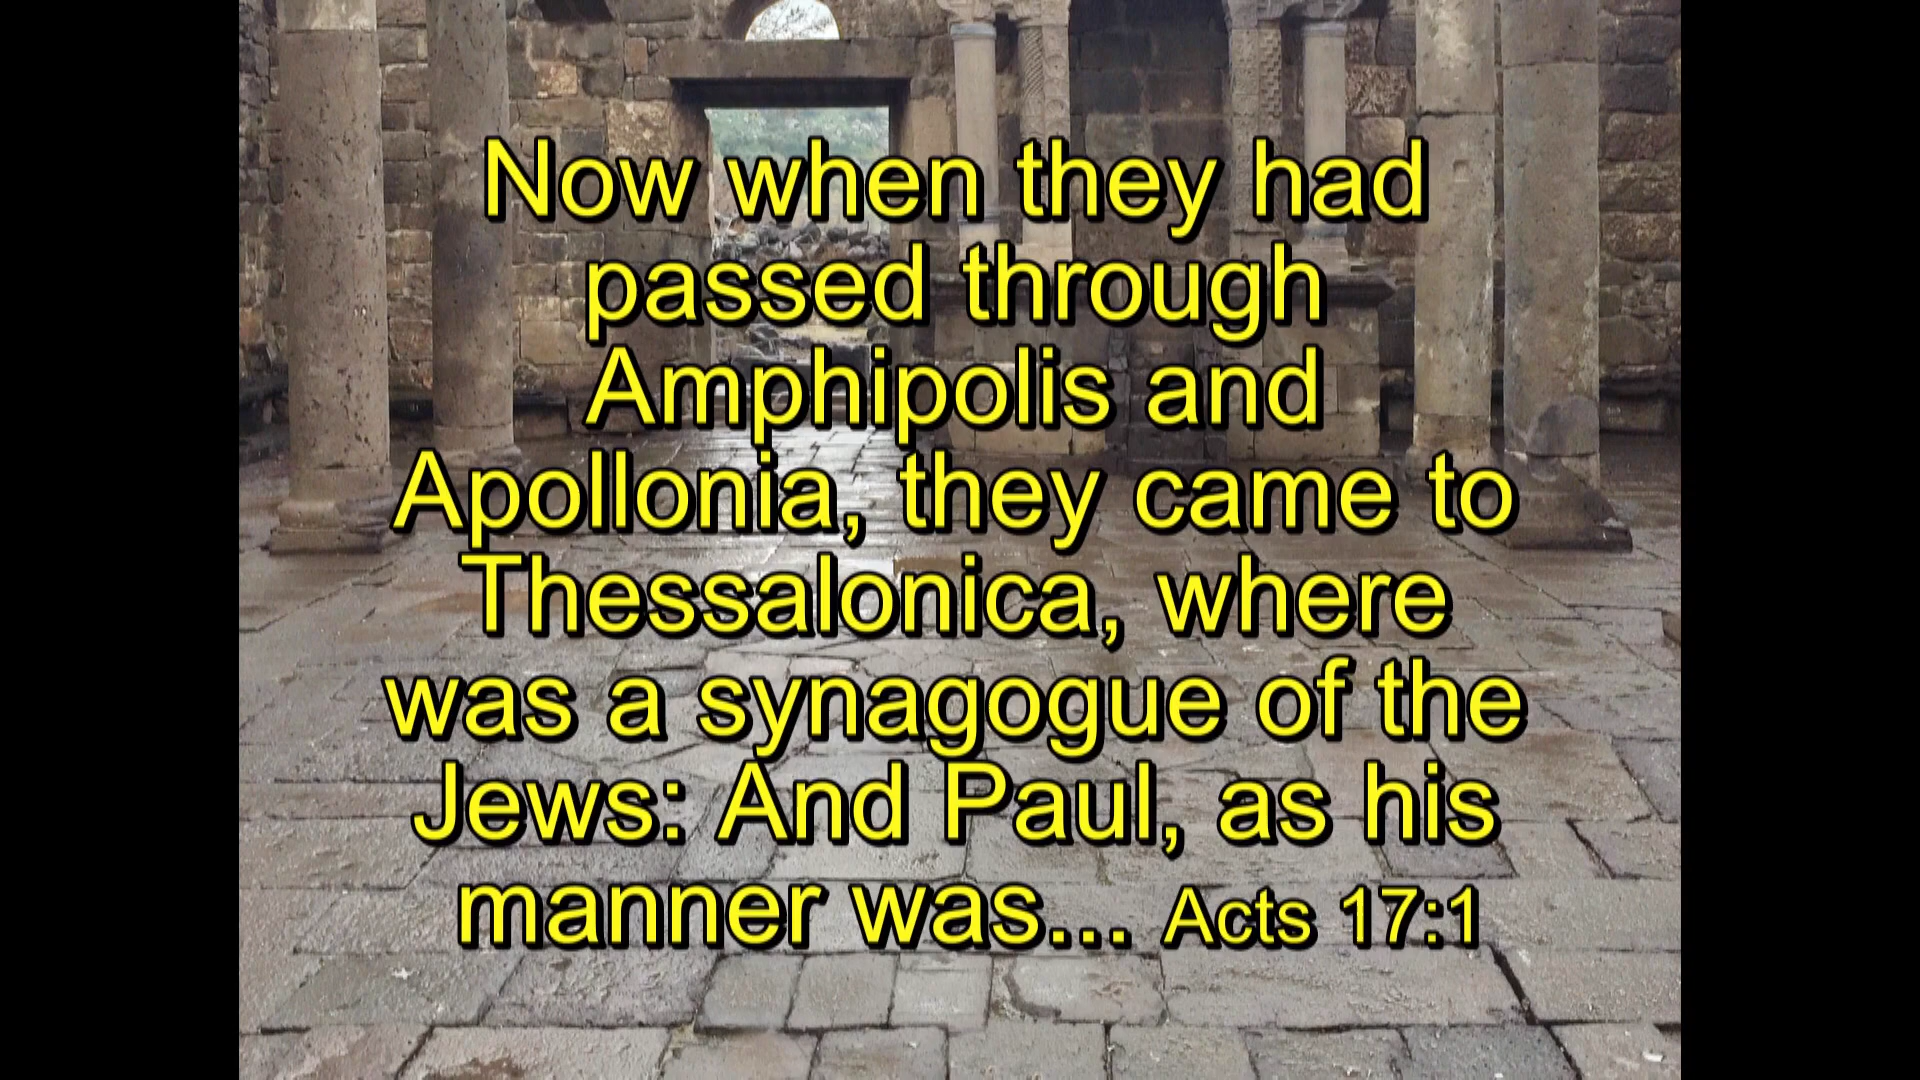 Now when they had
passed through
Amphipolis and
Apollonia, they came to
Thessalonica, where
was a synagogue of the
Jews: And Paul, as his
manner was... Acts 17:1